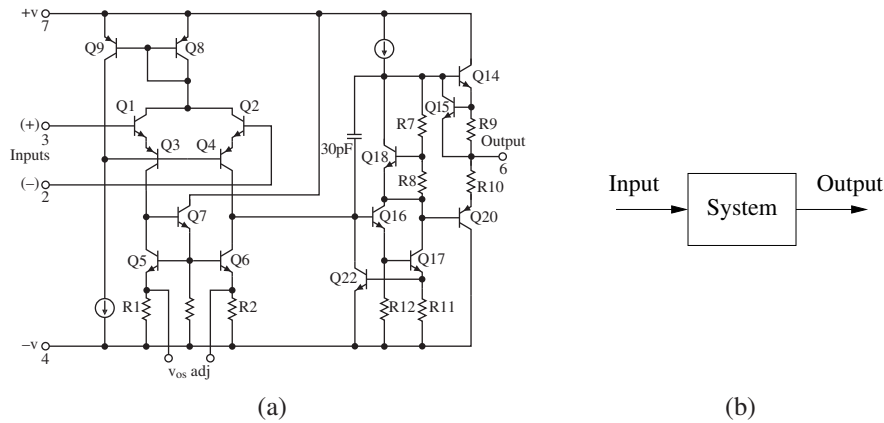 +v
7
Q9
Q8
Q14
Q1
Q2
Q15
(+)
3
Q3
Q4
R7
R9
Inputs
30pF
Q18
Output
6
(–)
2
R8
R10
Q7
Q16
Q20
Q5
Q6
Q17
Q22
R1
R2
R12
R11
–v
4
vos adj
(a)
Input
System
Output
(b)